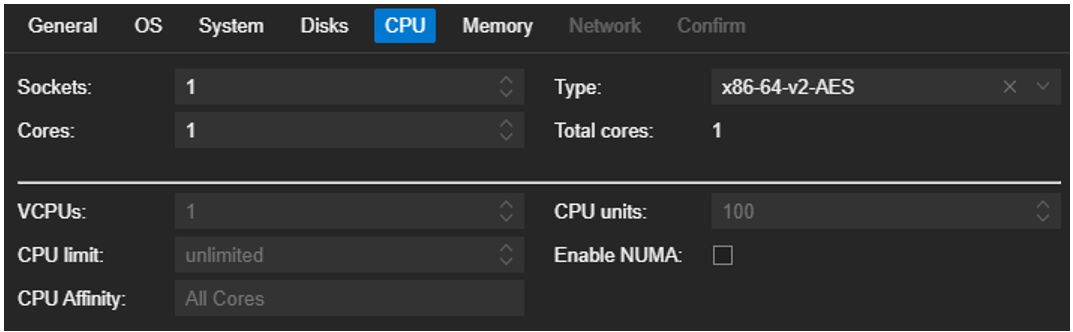 General OS System Disks CPU Memory Network Confirm
Sockets: 1 Type: x86-64-v2-AES
Cores: 1 Total cores: 1
VCPUs: 1 CPU units: 100
CPU limit: unlimited Enable NUMA:
CPU Affinity: All Cores